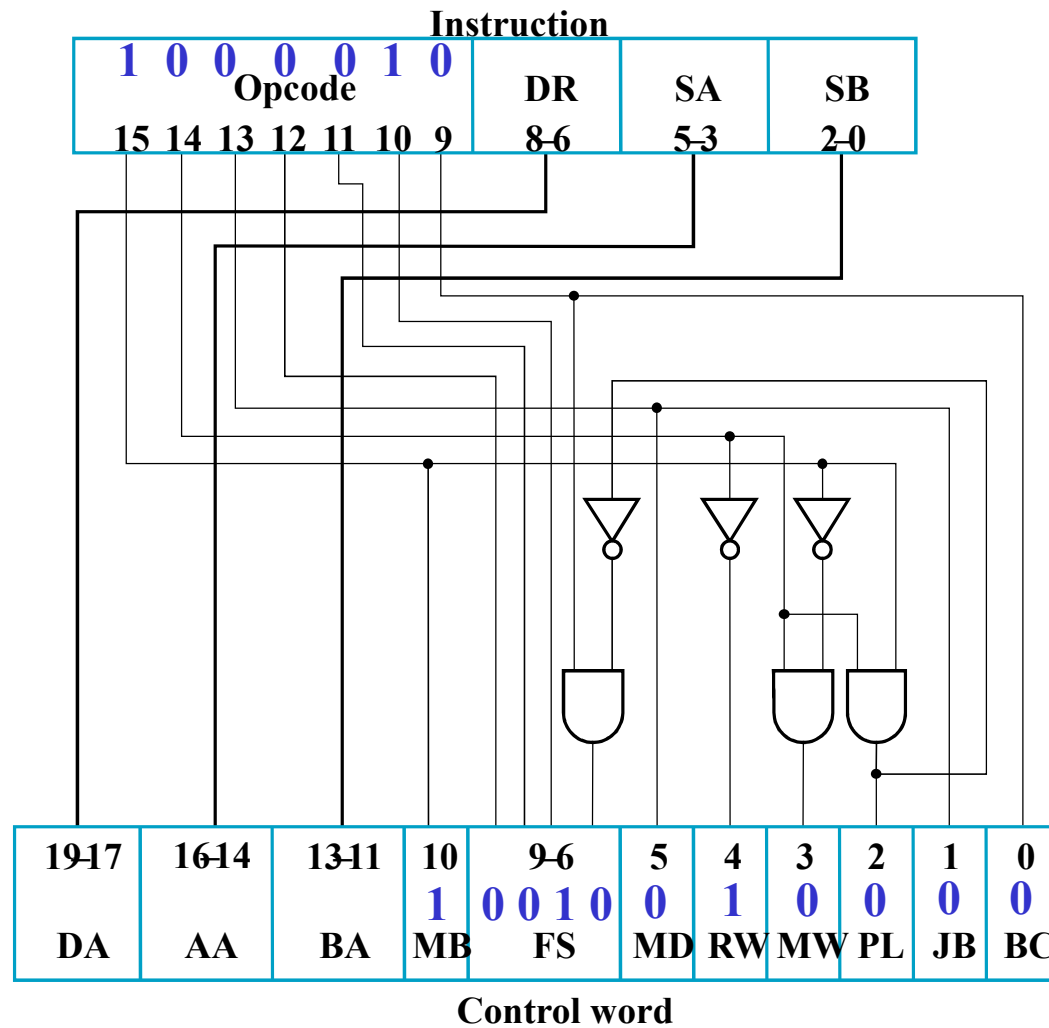 Instruction
1 0 0 0 0 1 0
Opcode DR SA SB
15 14 13 12 11 10 9 8–6 5–3 2–0
19–17 16–14 13–11 10 9–6 5 4 3 2 1 0
1 0 0 1 0 0 1 0 0 0 0
DA AA BA MB FS MD RW MW PL JB BC
Control word